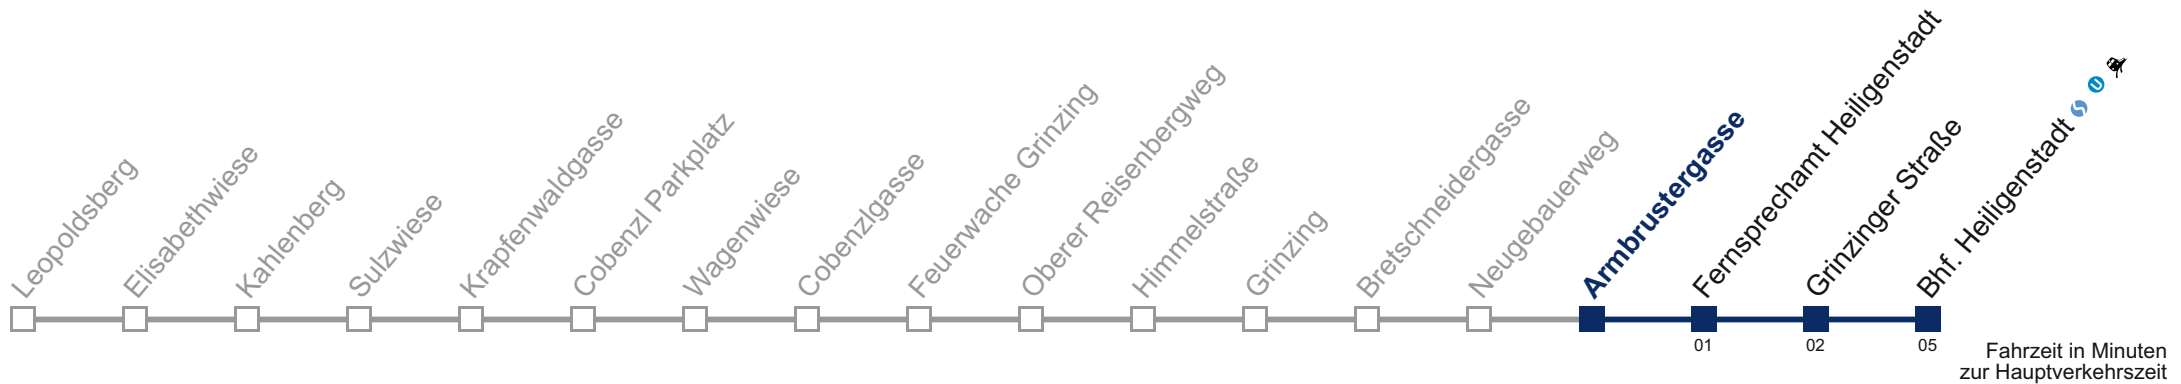 Leopoldsberg
Elisabethwiese
Kahlenberg
Sulzwiese
Krapfenwaldgasse
Cobenzl Parkplatz
Wagenwiese
Cobenzlgasse
Feuerwache Grinzing
Oberer Reisenbergweg
Himmelstraße
Grinzing
Bretschneidergasse
Neugebauerweg
Armbrustergasse
Fernsprechamt Heiligenstadt
Grinzinger Straße
Bhf. Heiligenstadt S U
01
02
05
Fahrzeit in Minuten
zur Hauptverkehrszeit